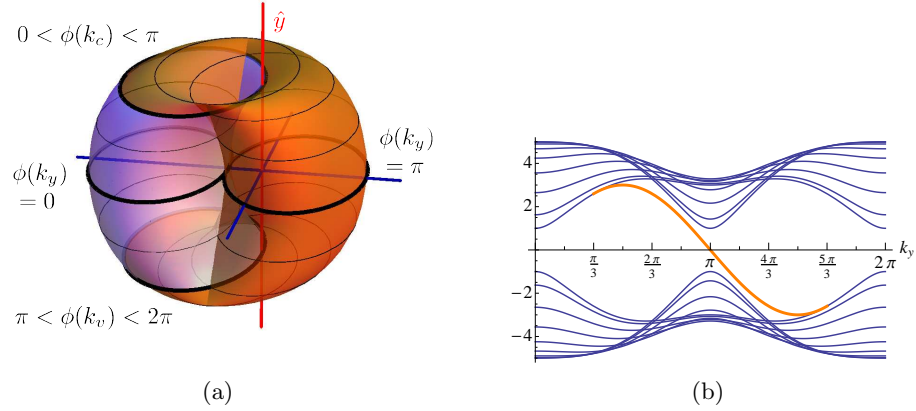 0 < ϕ(k_c) < π
ŷ
ϕ(k_y)
= π
ϕ(k_y)
= 0
π < ϕ(k_v) < 2π
(a)
4
2
−2
−4
π/3
2π/3
π
4π/3
5π/3
2π
k_y
(b)